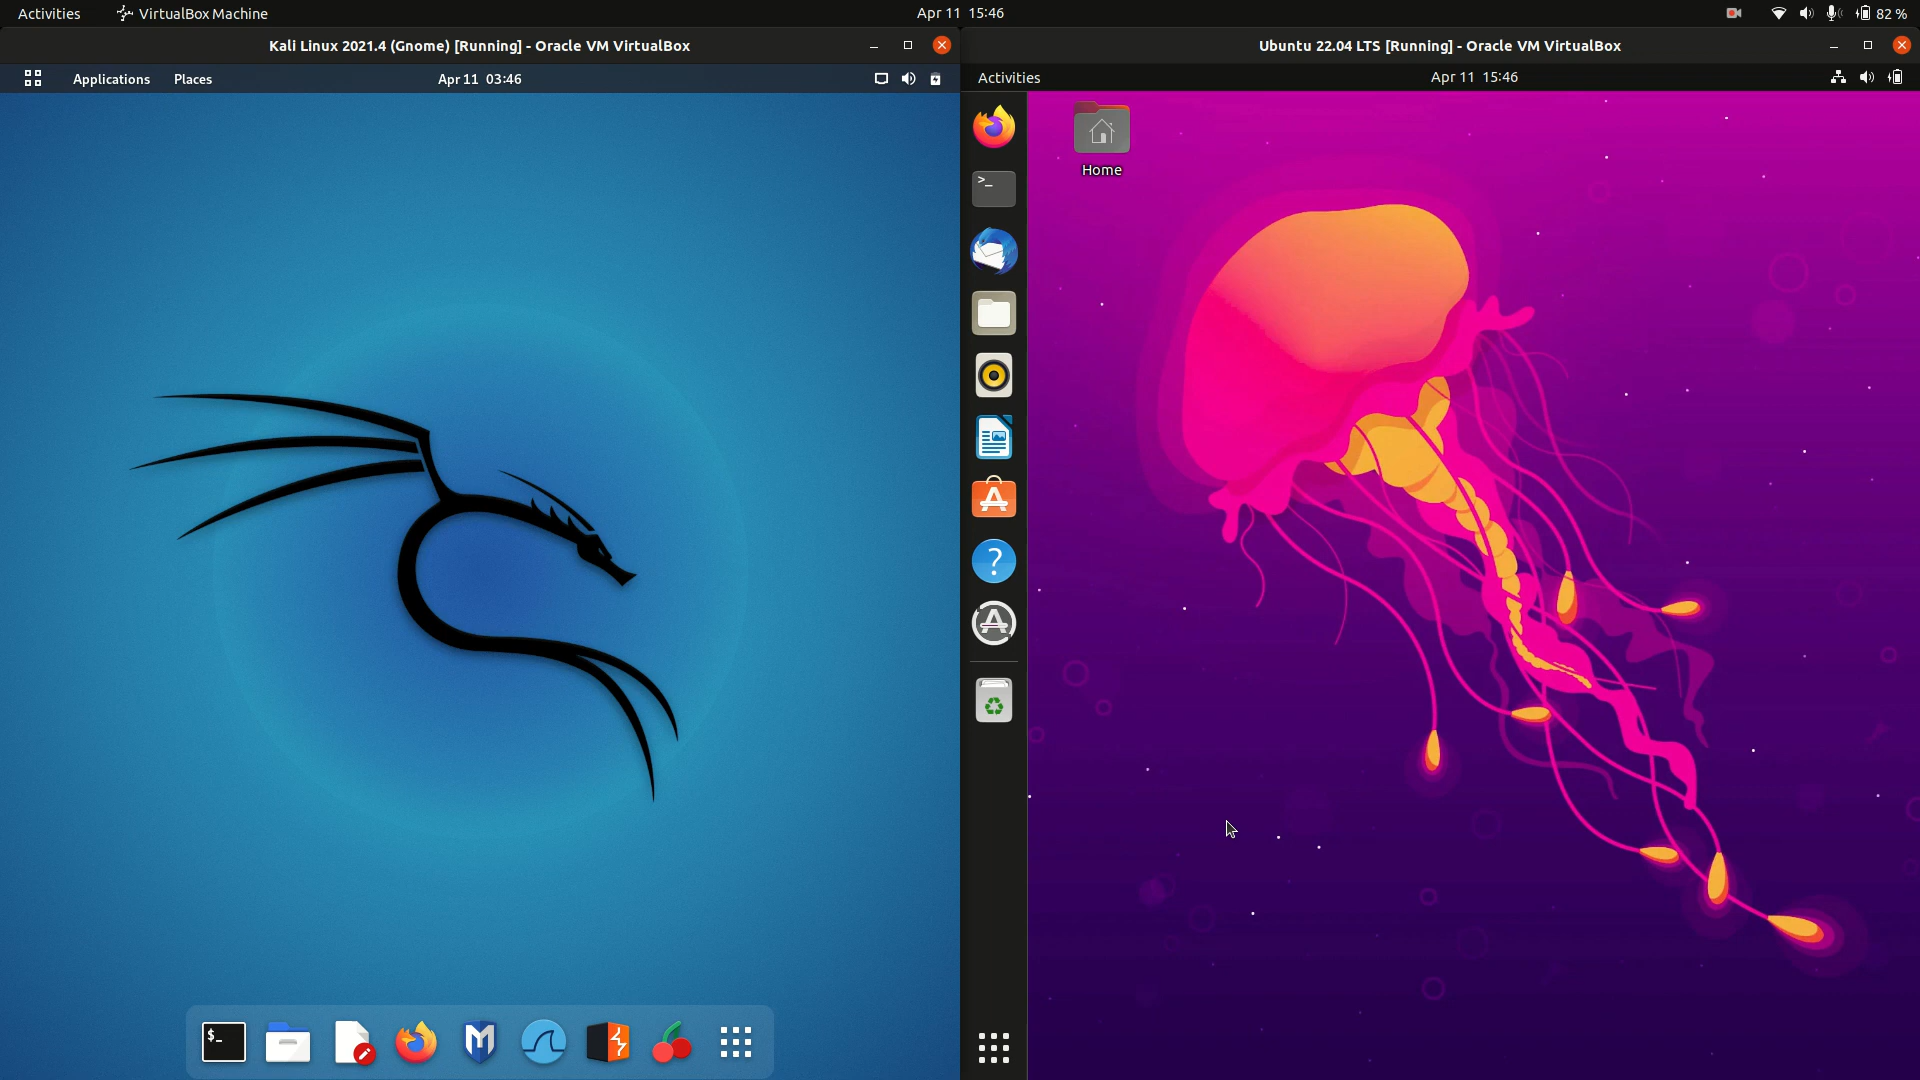 Activities
VirtualBox Machine
Apr 11 15:46
82 %
Kali Linux 2021.4 (Gnome) [Running] - Oracle VM VirtualBox
Applications
Places
Apr 11 03:46
$_
Ubuntu 22.04 LTS [Running] - Oracle VM VirtualBox
Activities
Apr 11 15:46
>_
Home
?